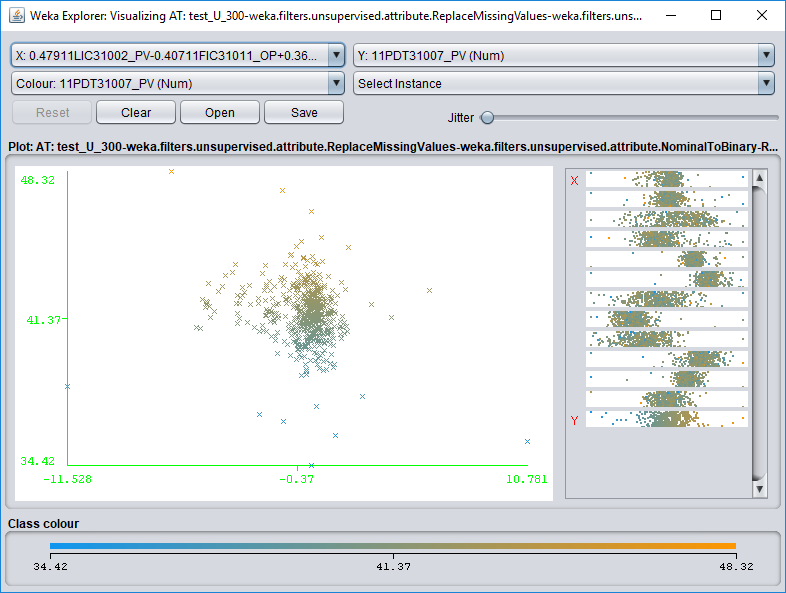 Weka Explorer: Visualizing AT: test_U_300-weka.filters.unsupervised.attribute.ReplaceMissingValues-weka.filters.uns...
X: 0.47911LIC31002_PV-0.40711FIC31011_OP+0.36... Y: 11PDT31007_PV (Num)
Colour: 11PDT31007_PV (Num) Select Instance
Reset Clear Open Save Jitter
Plot: AT: test_U_300-weka.filters.unsupervised.attribute.ReplaceMissingValues-weka.filters.unsupervised.attribute.NominalToBinary-R...
48.32
41.37
34.42
-11.528 -0.37 10.781
X
Y
Class colour
34.42 41.37 48.32